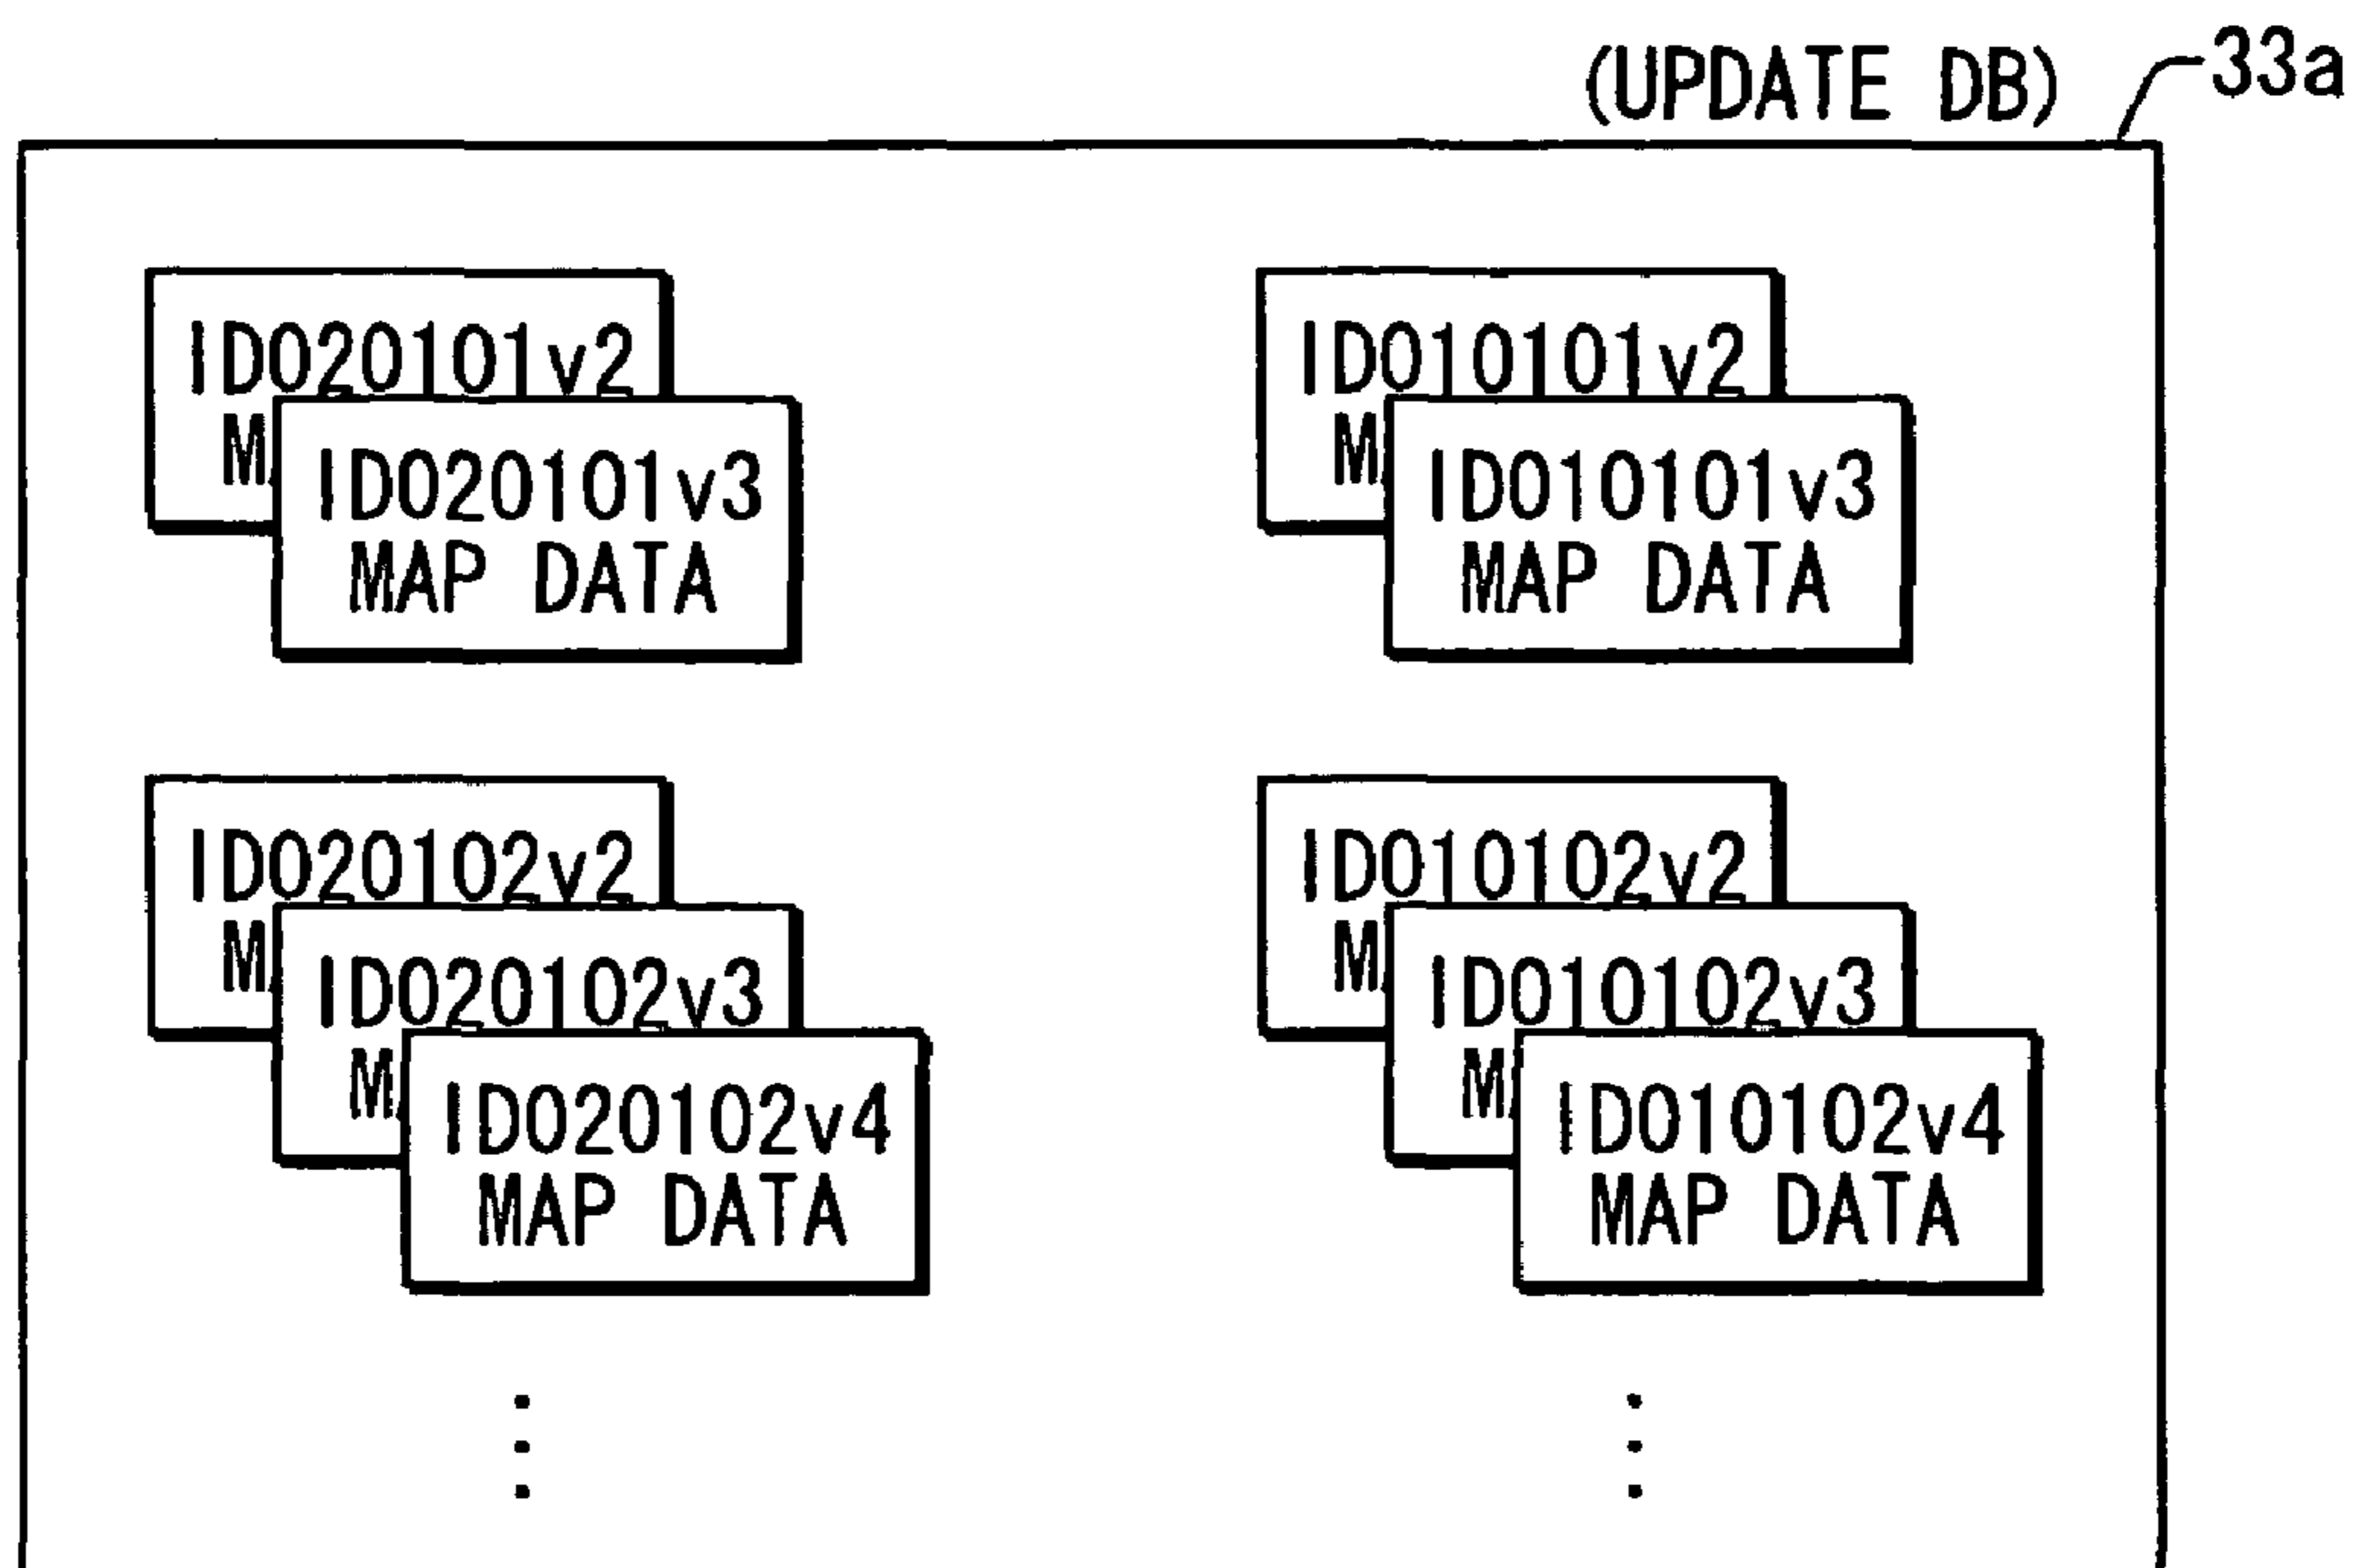 (UPDATE DB)
33a
ID020101v2
M
ID020101v3
MAP DATA
ID010101v2
M
ID010101v3
MAP DATA
ID020102v2
M
ID020102v3
M
ID020102v4
MAP DATA
ID010102v2
M
ID010102v3
M
ID010102v4
MAP DATA